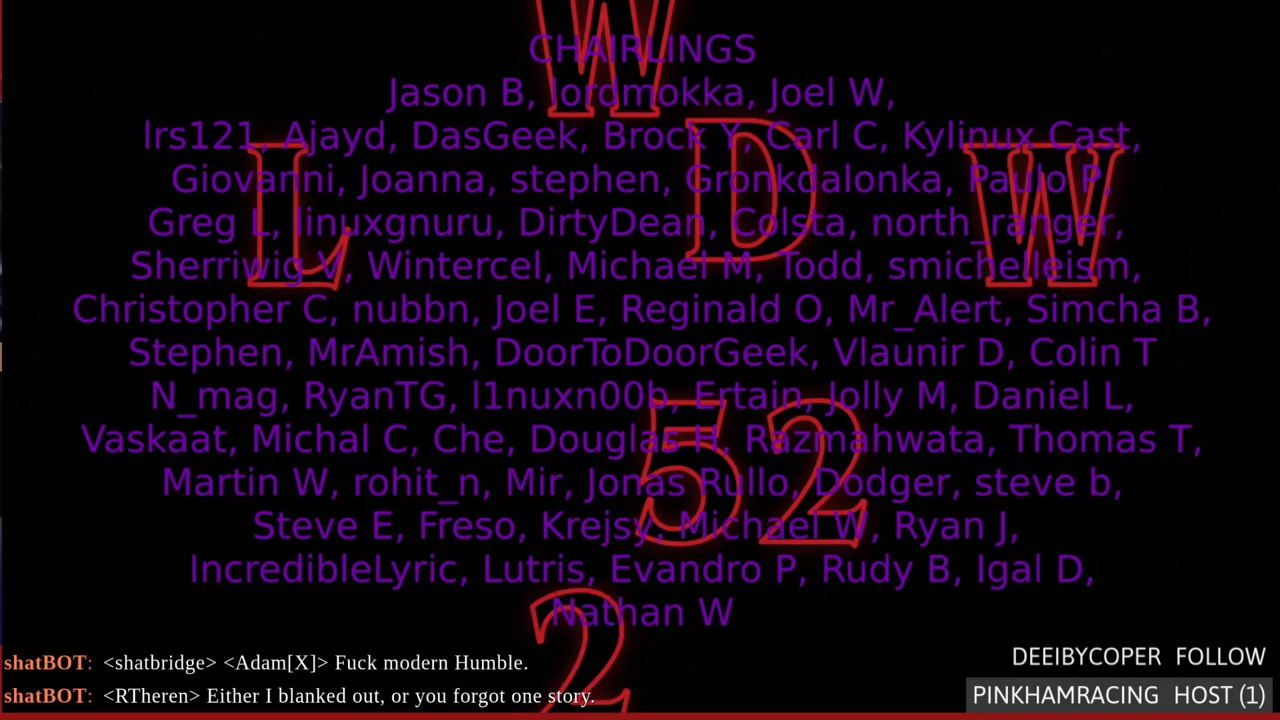 W
CHAIRLINGS
Jason B, lordmokka, Joel W,
lrs121, Ajayd, DasGeek, Brock Y, Carl C, Kylinux Cast,
L D W
Giovanni, Joanna, stephen, Gronkdalonka, Paulo P,
Greg L, linuxgnuru, DirtyDean, Colsta, north_ranger,
Sherriwig V, Wintercel, Michael M, Todd, smichelleism,
Christopher C, nubbn, Joel E, Reginald O, Mr_Alert, Simcha B,
Stephen, MrAmish, DoorToDoorGeek, Vlaunir D, Colin T
N_mag, RyanTG, l1nuxn00b, Ertain, Jolly M, Daniel L,
Vaskaat, Michal C, Che, Douglas H, Razmahwata, Thomas T,
52
Martin W, rohit_n, Mir, Jonas Rullo, Dodger, steve b,
Steve E, Freso, Krejsy, Michael W, Ryan J,
IncredibleLyric, Lutris, Evandro P, Rudy B, Igal D,
Nathan W
2
shatBOT: <shatbridge> <Adam[X]> Fuck modern Humble.
shatBOT: <RTheren> Either I blanked out, or you forgot one story.
DEEIBYCOPER FOLLOW
PINKHAMRACING HOST (1)